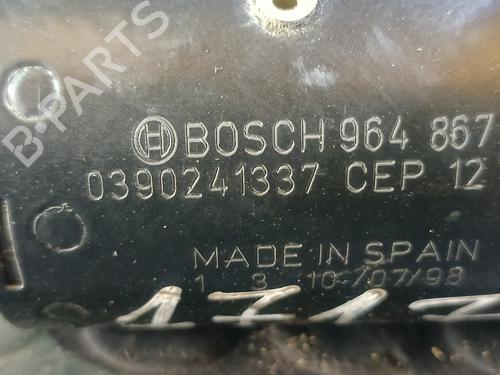 B-PARTS
BOSCH 964 867
0390241337 CEP 12
MADE IN SPAIN
1 3 10/07/98